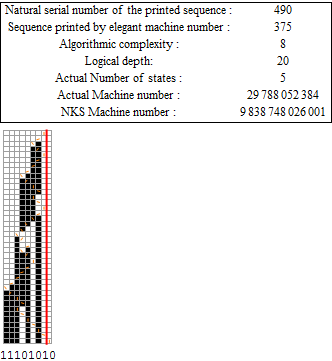 Natural serial number of the printed sequence : 490
Sequence printed by elegant machine number : 375
Algorithmic complexity : 8
Logical depth: 20
Actual Number of states : 5
Actual Machine number : 29 788 052 384
NKS Machine number : 9 838 748 026 001
11101010